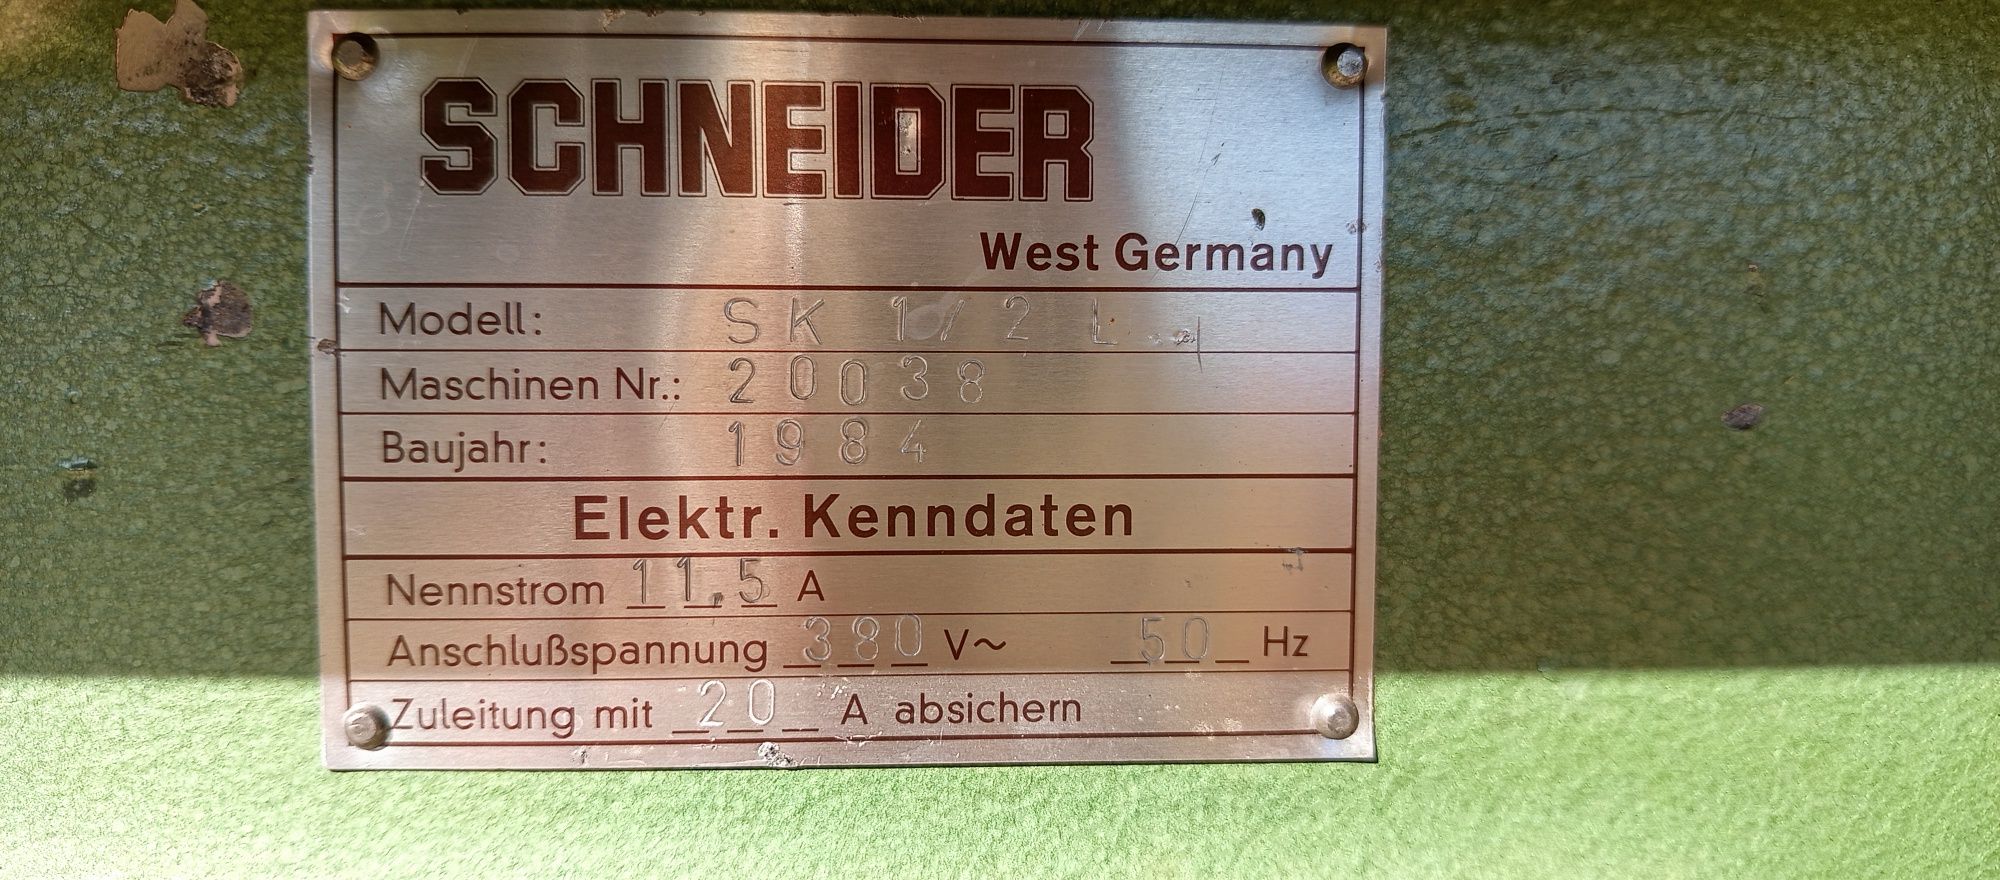 SCHNEIDER
West Germany
Modell: SK 1/2 L
Maschinen Nr.: 20038
Baujahr: 1984
Elektr. Kenndaten
Nennstrom 11,5 A
Anschlußspannung 380 V~ 50 Hz
Zuleitung mit 20 A absichern